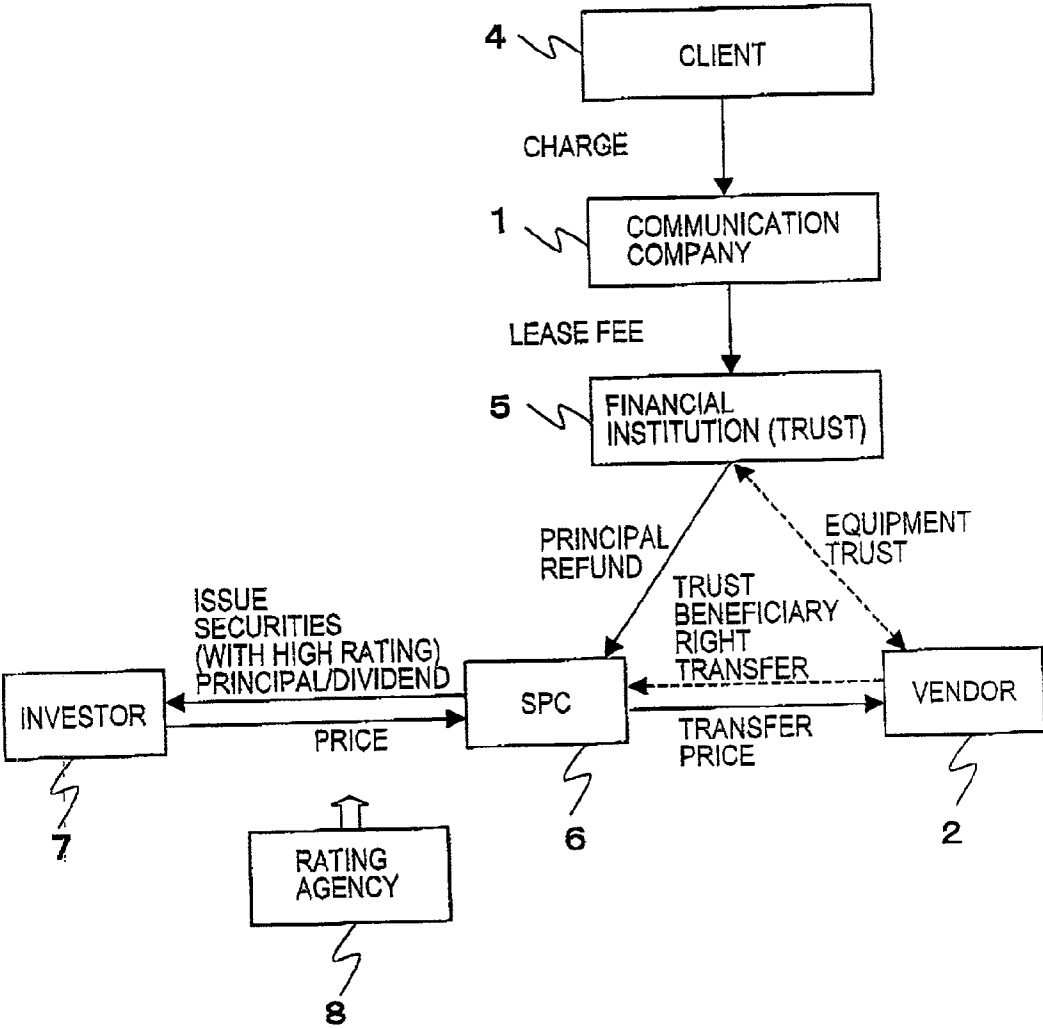 4
CLIENT
CHARGE
1
COMMUNICATION
COMPANY
LEASE FEE
5
FINANCIAL
INSTITUTION (TRUST)
PRINCIPAL
REFUND
EQUIPMENT
TRUST
TRUST
BENEFICIARY
RIGHT
TRANSFER
ISSUE
SECURITIES
(WITH HIGH RATING)
PRINCIPAL/DIVIDEND
INVESTOR
PRICE
SPC
TRANSFER
PRICE
VENDOR
7
6
2
RATING
AGENCY
8